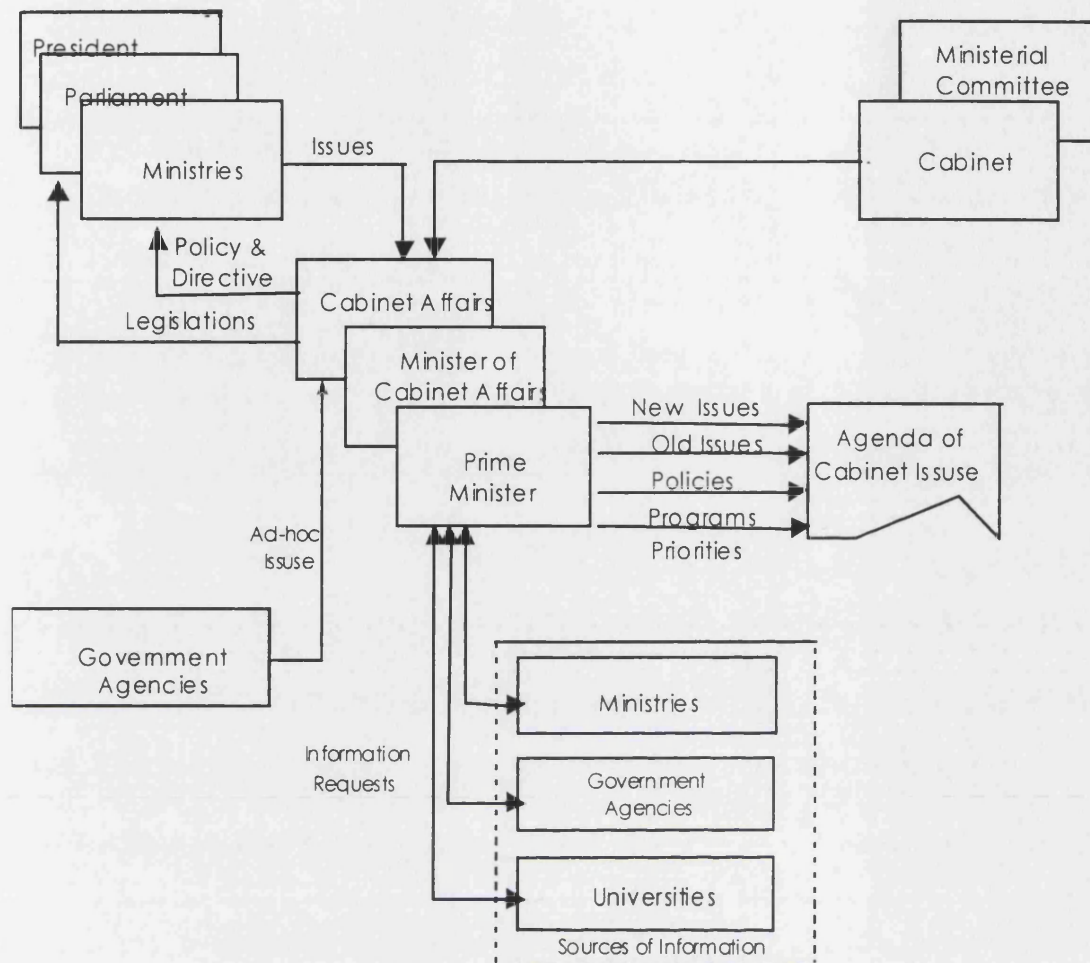 President
Parliament
Ministries
Issues
Ministerial
Committee
Cabinet
Policy &
Directive
Legislations
Cabinet Affairs
Minister of
Cabinet Affairs
Prime
Minister
New Issues
Old Issues
Policies
Programs
Priorities
Agenda of
Cabinet Issuse
Ad-hoc
Issuse
Government
Agencies
Information
Requests
Ministries
Government
Agencies
Universities
Sources of Information